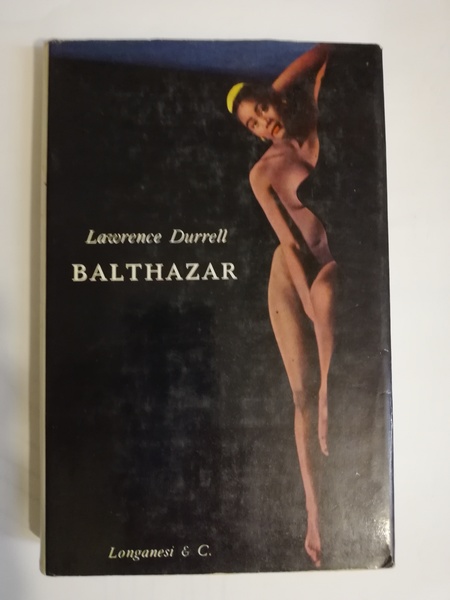 Lawrence Durrell
BALTHAZAR
Longanesi & C.